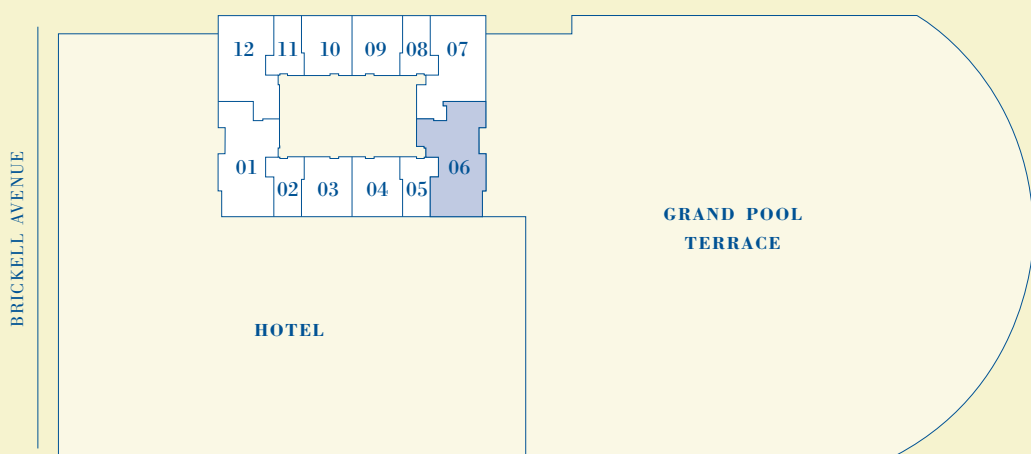 12 11 10 09 08 07
01 02 03 04 05 06
BRICKELL AVENUE
GRAND POOL
TERRACE
HOTEL